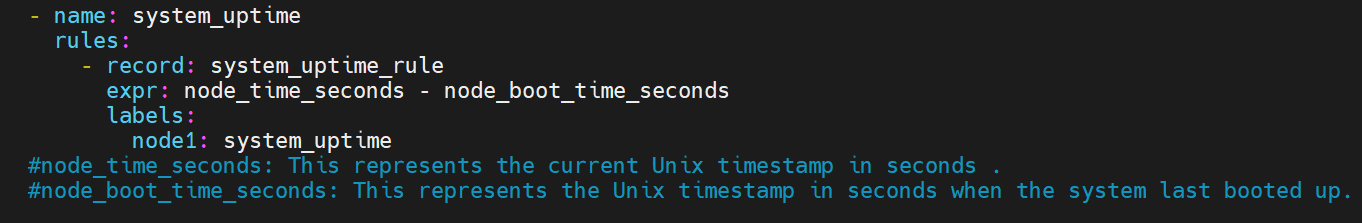 - name: system_uptime
  rules:
    - record: system_uptime_rule
      expr: node_time_seconds - node_boot_time_seconds
      labels:
        node1: system_uptime
#node_time_seconds: This represents the current Unix timestamp in seconds .
#node_boot_time_seconds: This represents the Unix timestamp in seconds when the system last booted up.